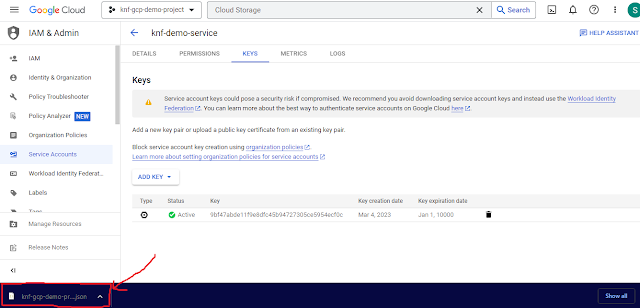 Google Cloud
knf-gcp-demo-project
Cloud Storage
Search
S
IAM & Admin
knf-demo-service
HELP ASSISTANT
DETAILS
PERMISSIONS
KEYS
METRICS
LOGS
IAM
Identity & Organization
Policy Troubleshooter
Policy Analyzer NEW
Organization Policies
Service Accounts
Workload Identity Federat...
Labels
Tags
Manage Resources
Release Notes
Keys
Service account keys could pose a security risk if compromised. We recommend you avoid downloading service account keys and instead use the Workload Identity
Federation. You can learn more about the best way to authenticate service accounts on Google Cloud here.
Add a new key pair or upload a public key certificate from an existing key pair.
Block service account key creation using organization policies.
Learn more about setting organization policies for service accounts
ADD KEY
Type Status Key Key creation date Key expiration date
Active 9bf47abde11f9e8dfc45b94727305ce5954ecf0c Mar 4, 2023 Jan 1, 10000
knf-gcp-demo-pr....json
Show all